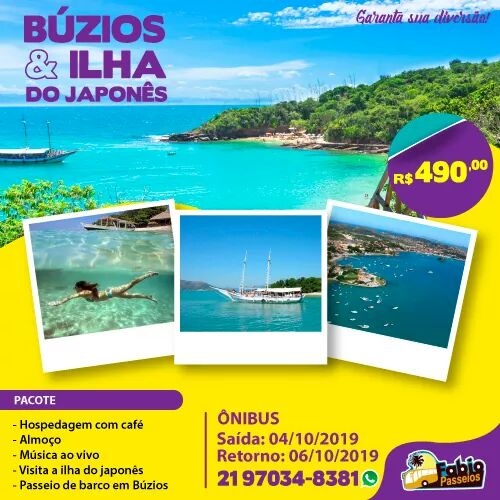 BÚZIOS
& ILHA
DO JAPONÊS
Garanta sua diversão!
R$490,00
PACOTE
- Hospedagem com café
- Almoço
- Música ao vivo
- Visita a ilha do japonês
- Passeio de barco em Búzios
ÔNIBUS
Saída: 04/10/2019
Retorno: 06/10/2019
21 97034-8381
Fabio
Passeios